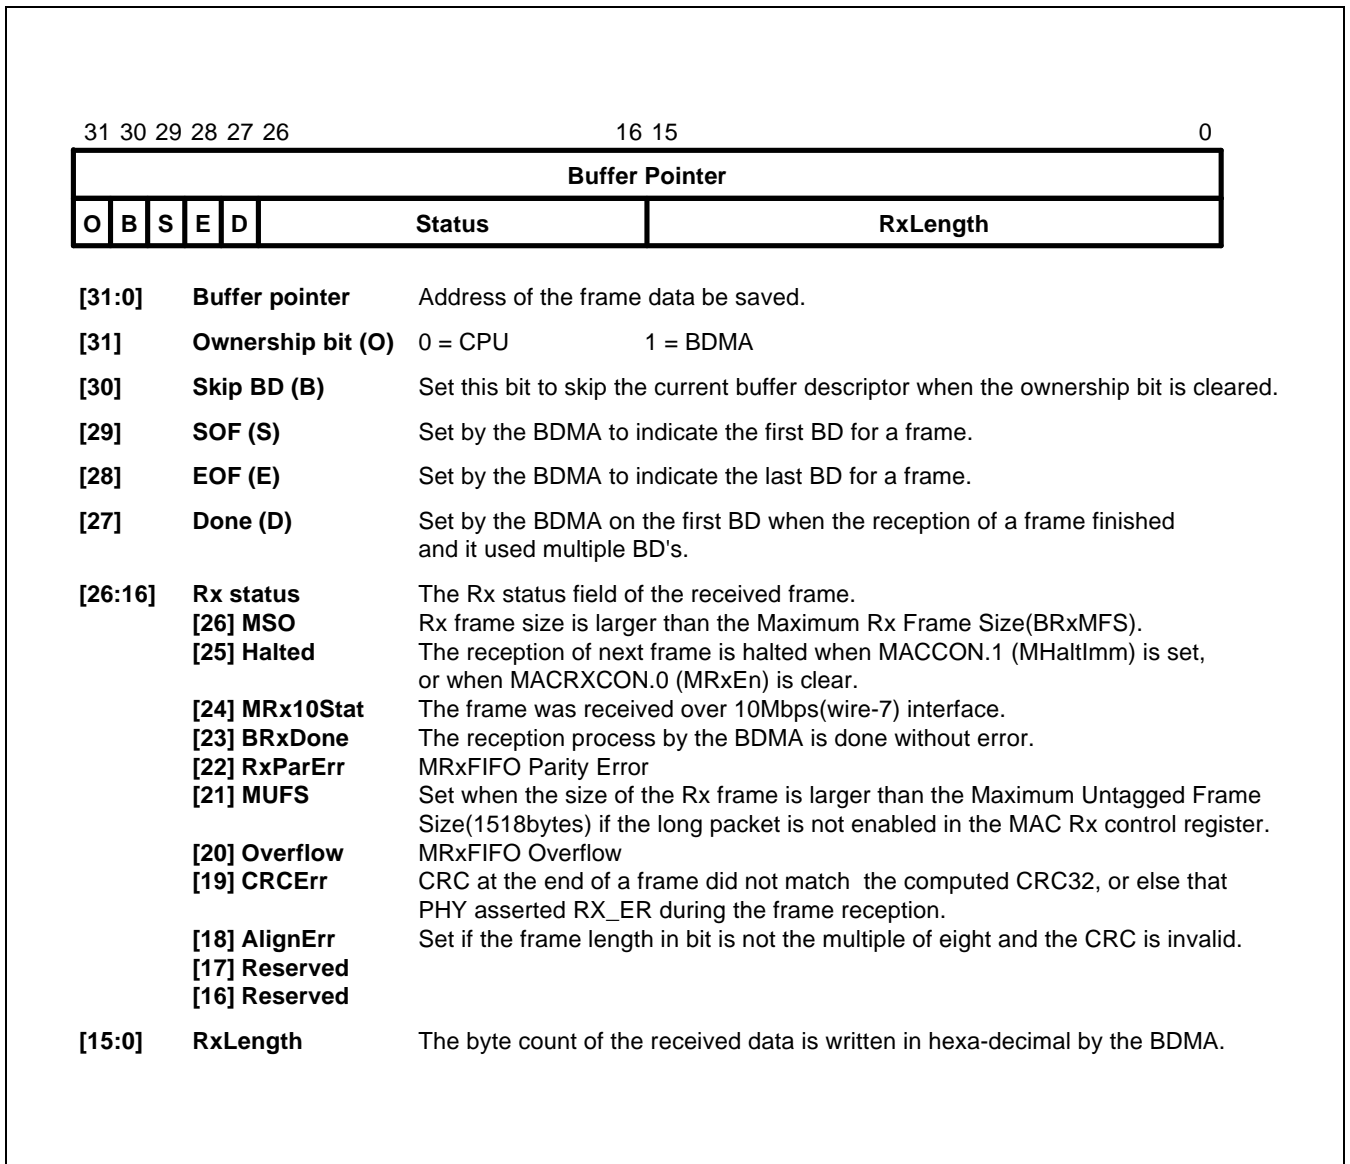 31 30 29 28 27 26 16 15 0
Buffer Pointer
O B S E D Status RxLength
[31:0] Buffer pointer Address of the frame data be saved.
[31] Ownership bit (O) 0 = CPU 1 = BDMA
[30] Skip BD (B) Set this bit to skip the current buffer descriptor when the ownership bit is cleared.
[29] SOF (S) Set by the BDMA to indicate the first BD for a frame.
[28] EOF (E) Set by the BDMA to indicate the last BD for a frame.
[27] Done (D) Set by the BDMA on the first BD when the reception of a frame finished
and it used multiple BD's.
[26:16] Rx status The Rx status field of the received frame.
[26] MSO Rx frame size is larger than the Maximum Rx Frame Size(BRxMFS).
[25] Halted The reception of next frame is halted when MACCON.1 (MHaltImm) is set,
or when MACRXCON.0 (MRxEn) is clear.
[24] MRx10Stat The frame was received over 10Mbps(wire-7) interface.
[23] BRxDone The reception process by the BDMA is done without error.
[22] RxParErr MRxFIFO Parity Error
[21] MUFS Set when the size of the Rx frame is larger than the Maximum Untagged Frame
Size(1518bytes) if the long packet is not enabled in the MAC Rx control register.
[20] Overflow MRxFIFO Overflow
[19] CRCErr CRC at the end of a frame did not match the computed CRC32, or else that
PHY asserted RX_ER during the frame reception.
[18] AlignErr Set if the frame length in bit is not the multiple of eight and the CRC is invalid.
[17] Reserved
[16] Reserved
[15:0] RxLength The byte count of the received data is written in hexa-decimal by the BDMA.